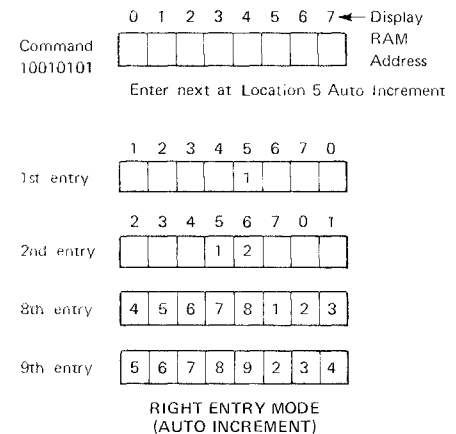 0 1 2 3 4 5 6 7 Display
RAM
Address
Command
10010101
Enter next at Location 5 Auto Increment
1 2 3 4 5 6 7 0
1st entry 1
2 3 4 5 6 7 0 1
2nd entry 1 2
8th entry 4 5 6 7 8 1 2 3
9th entry 5 6 7 8 9 2 3 4
RIGHT ENTRY MODE
(AUTO INCREMENT)